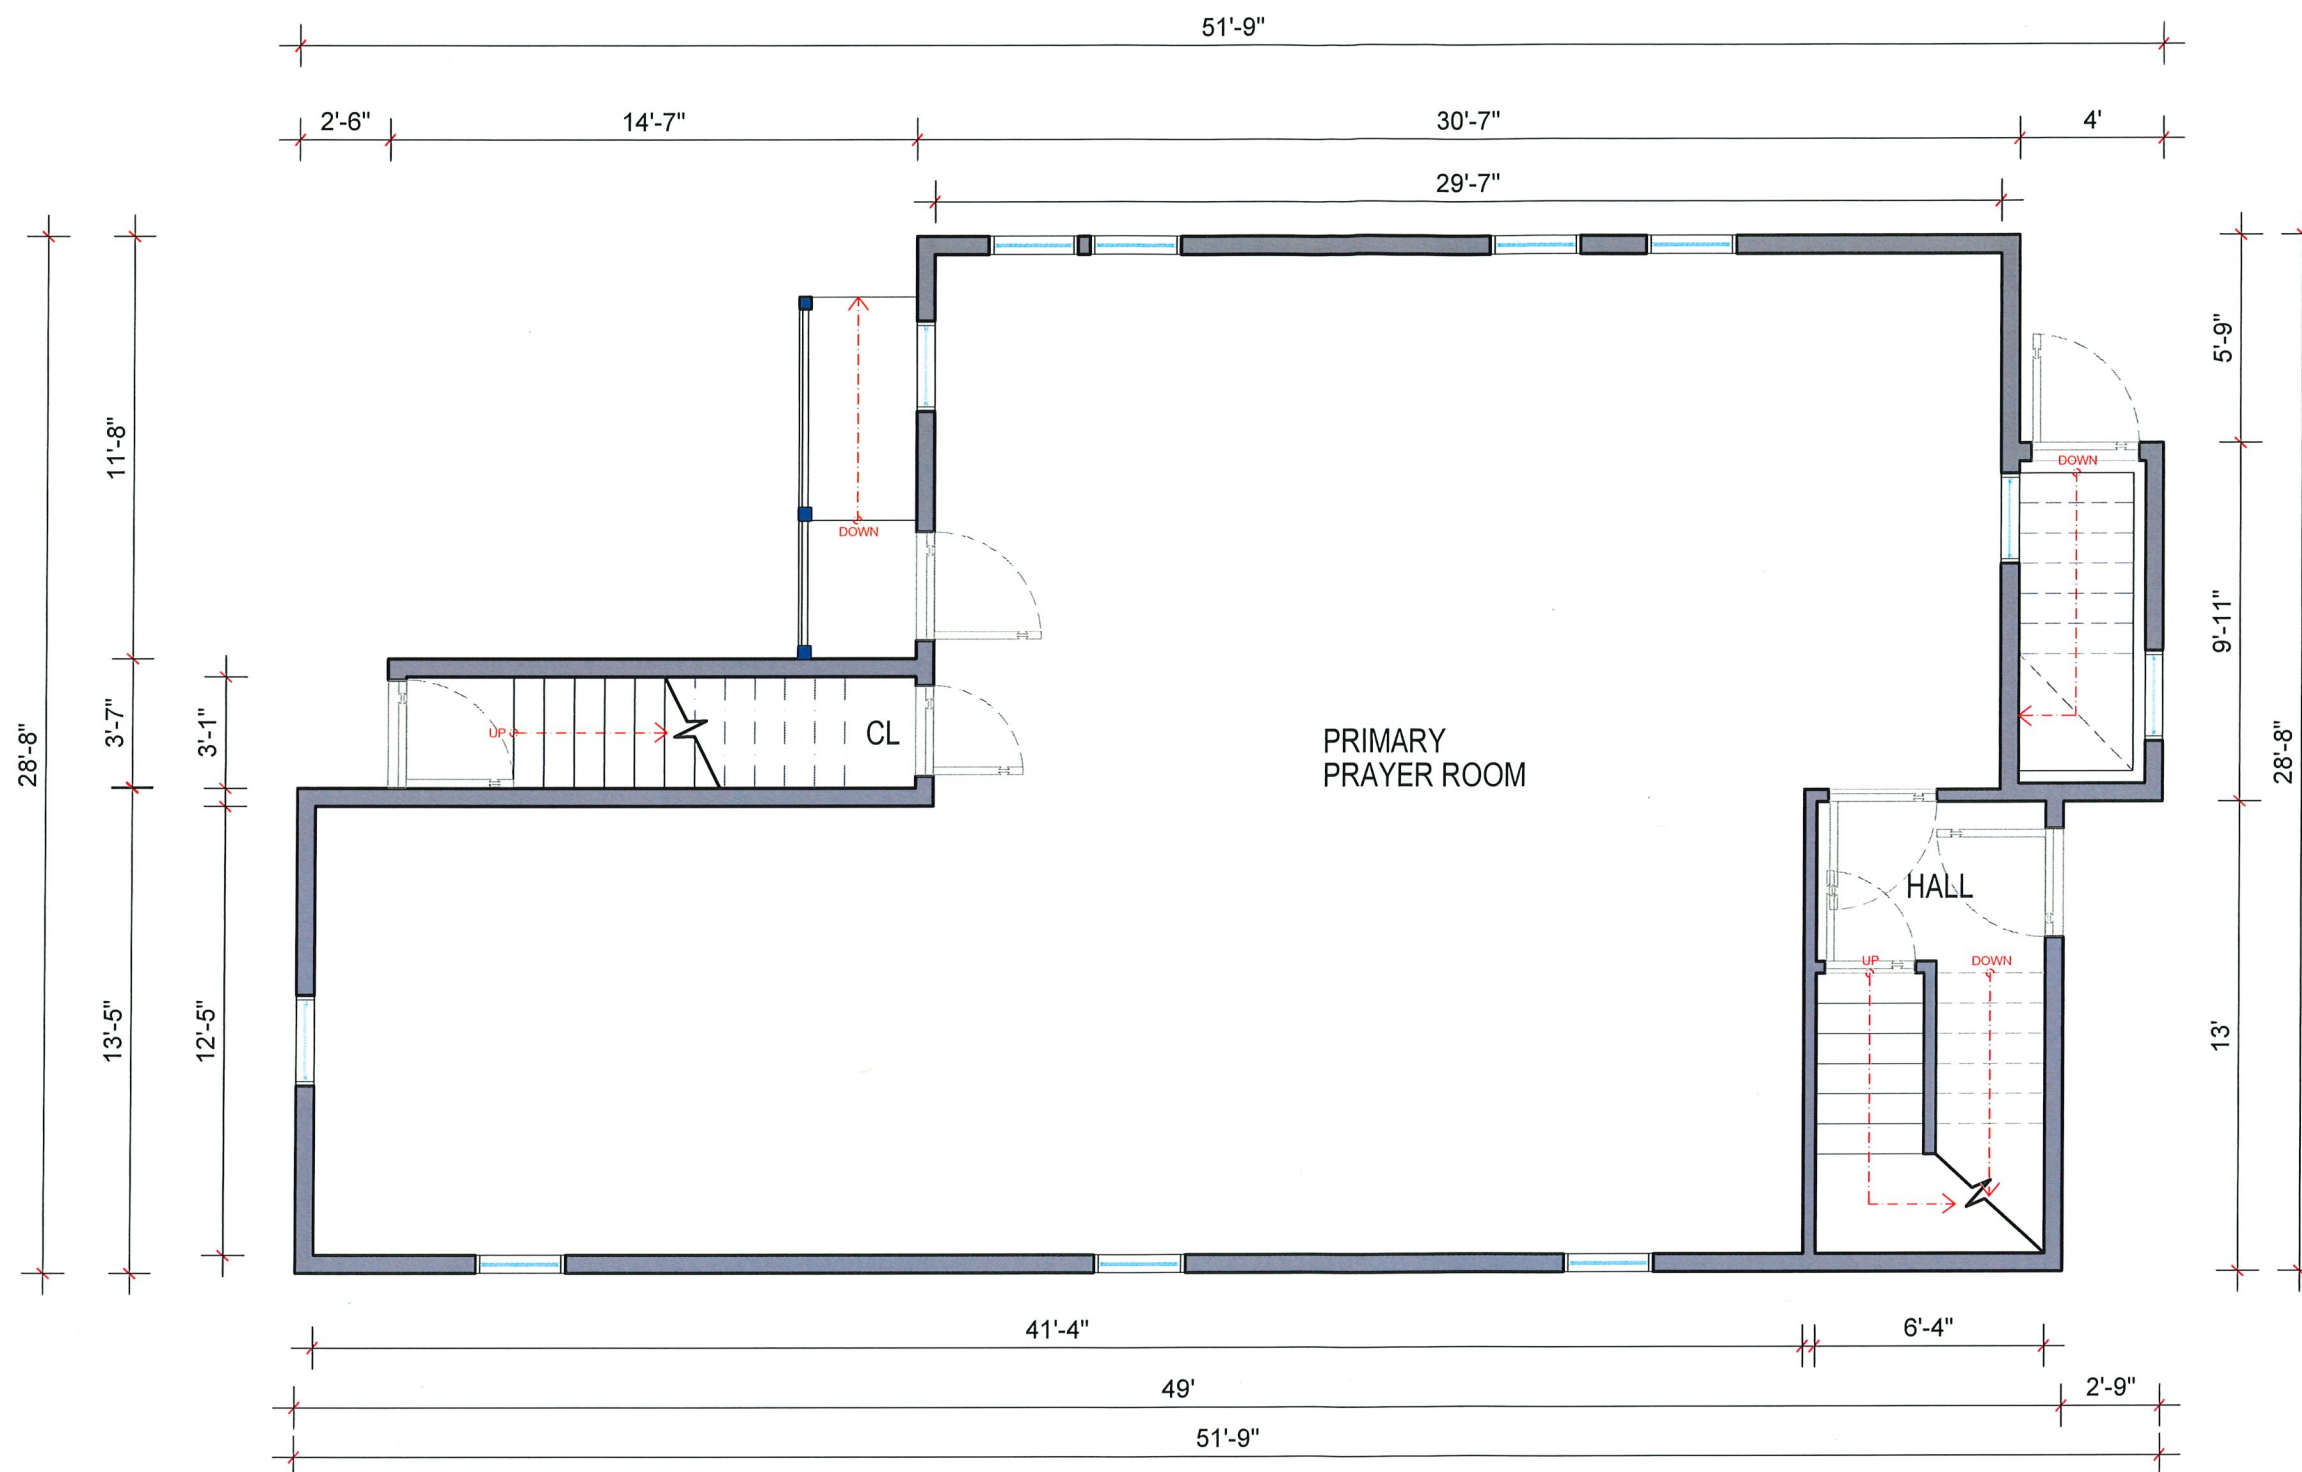 51'-9"
2'-6"
14'-7"
30'-7"
4'
29'-7"
28'-8"
11'-8"
3'-7"
3'-1"
13'-5"
12'-5"
5'-9"
9'-11"
28'-8"
13'
DOWN
DOWN
UP
CL
PRIMARY
PRAYER ROOM
HALL
UP
DOWN
41'-4"
6'-4"
49'
2'-9"
51'-9"